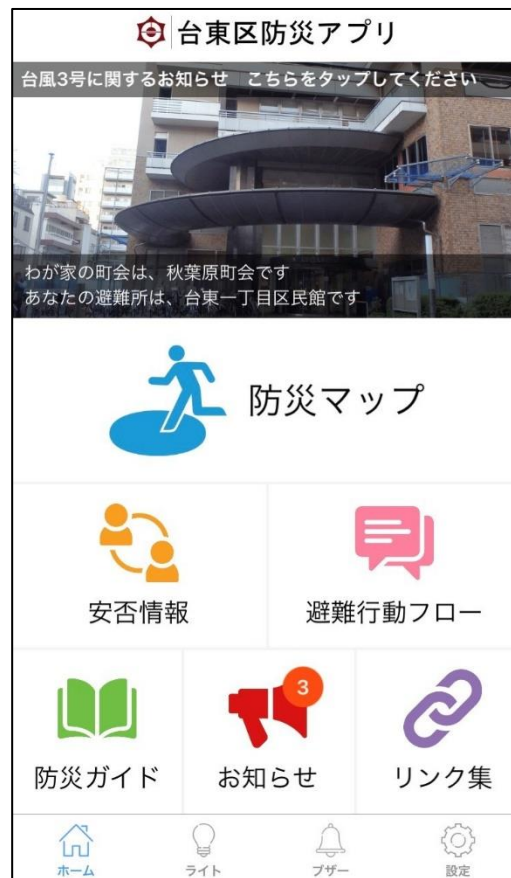 台東区防災アプリ
台風3号に関するお知らせ　こちらをタップしてください
わが家の町会は、秋葉原町会です
あなたの避難所は、台東一丁目区民館です
防災マップ
安否情報
避難行動フロー
3
防災ガイド
お知らせ
リンク集
ホーム
ライト
ブザー
設定